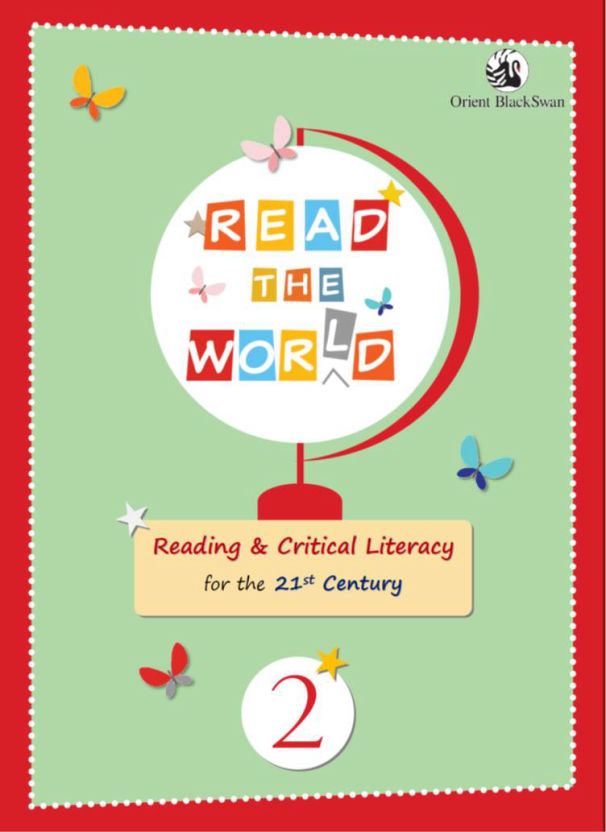 Orient BlackSwan
READ
THE
WORLD
Reading & Critical Literacy
for the 21st Century
2